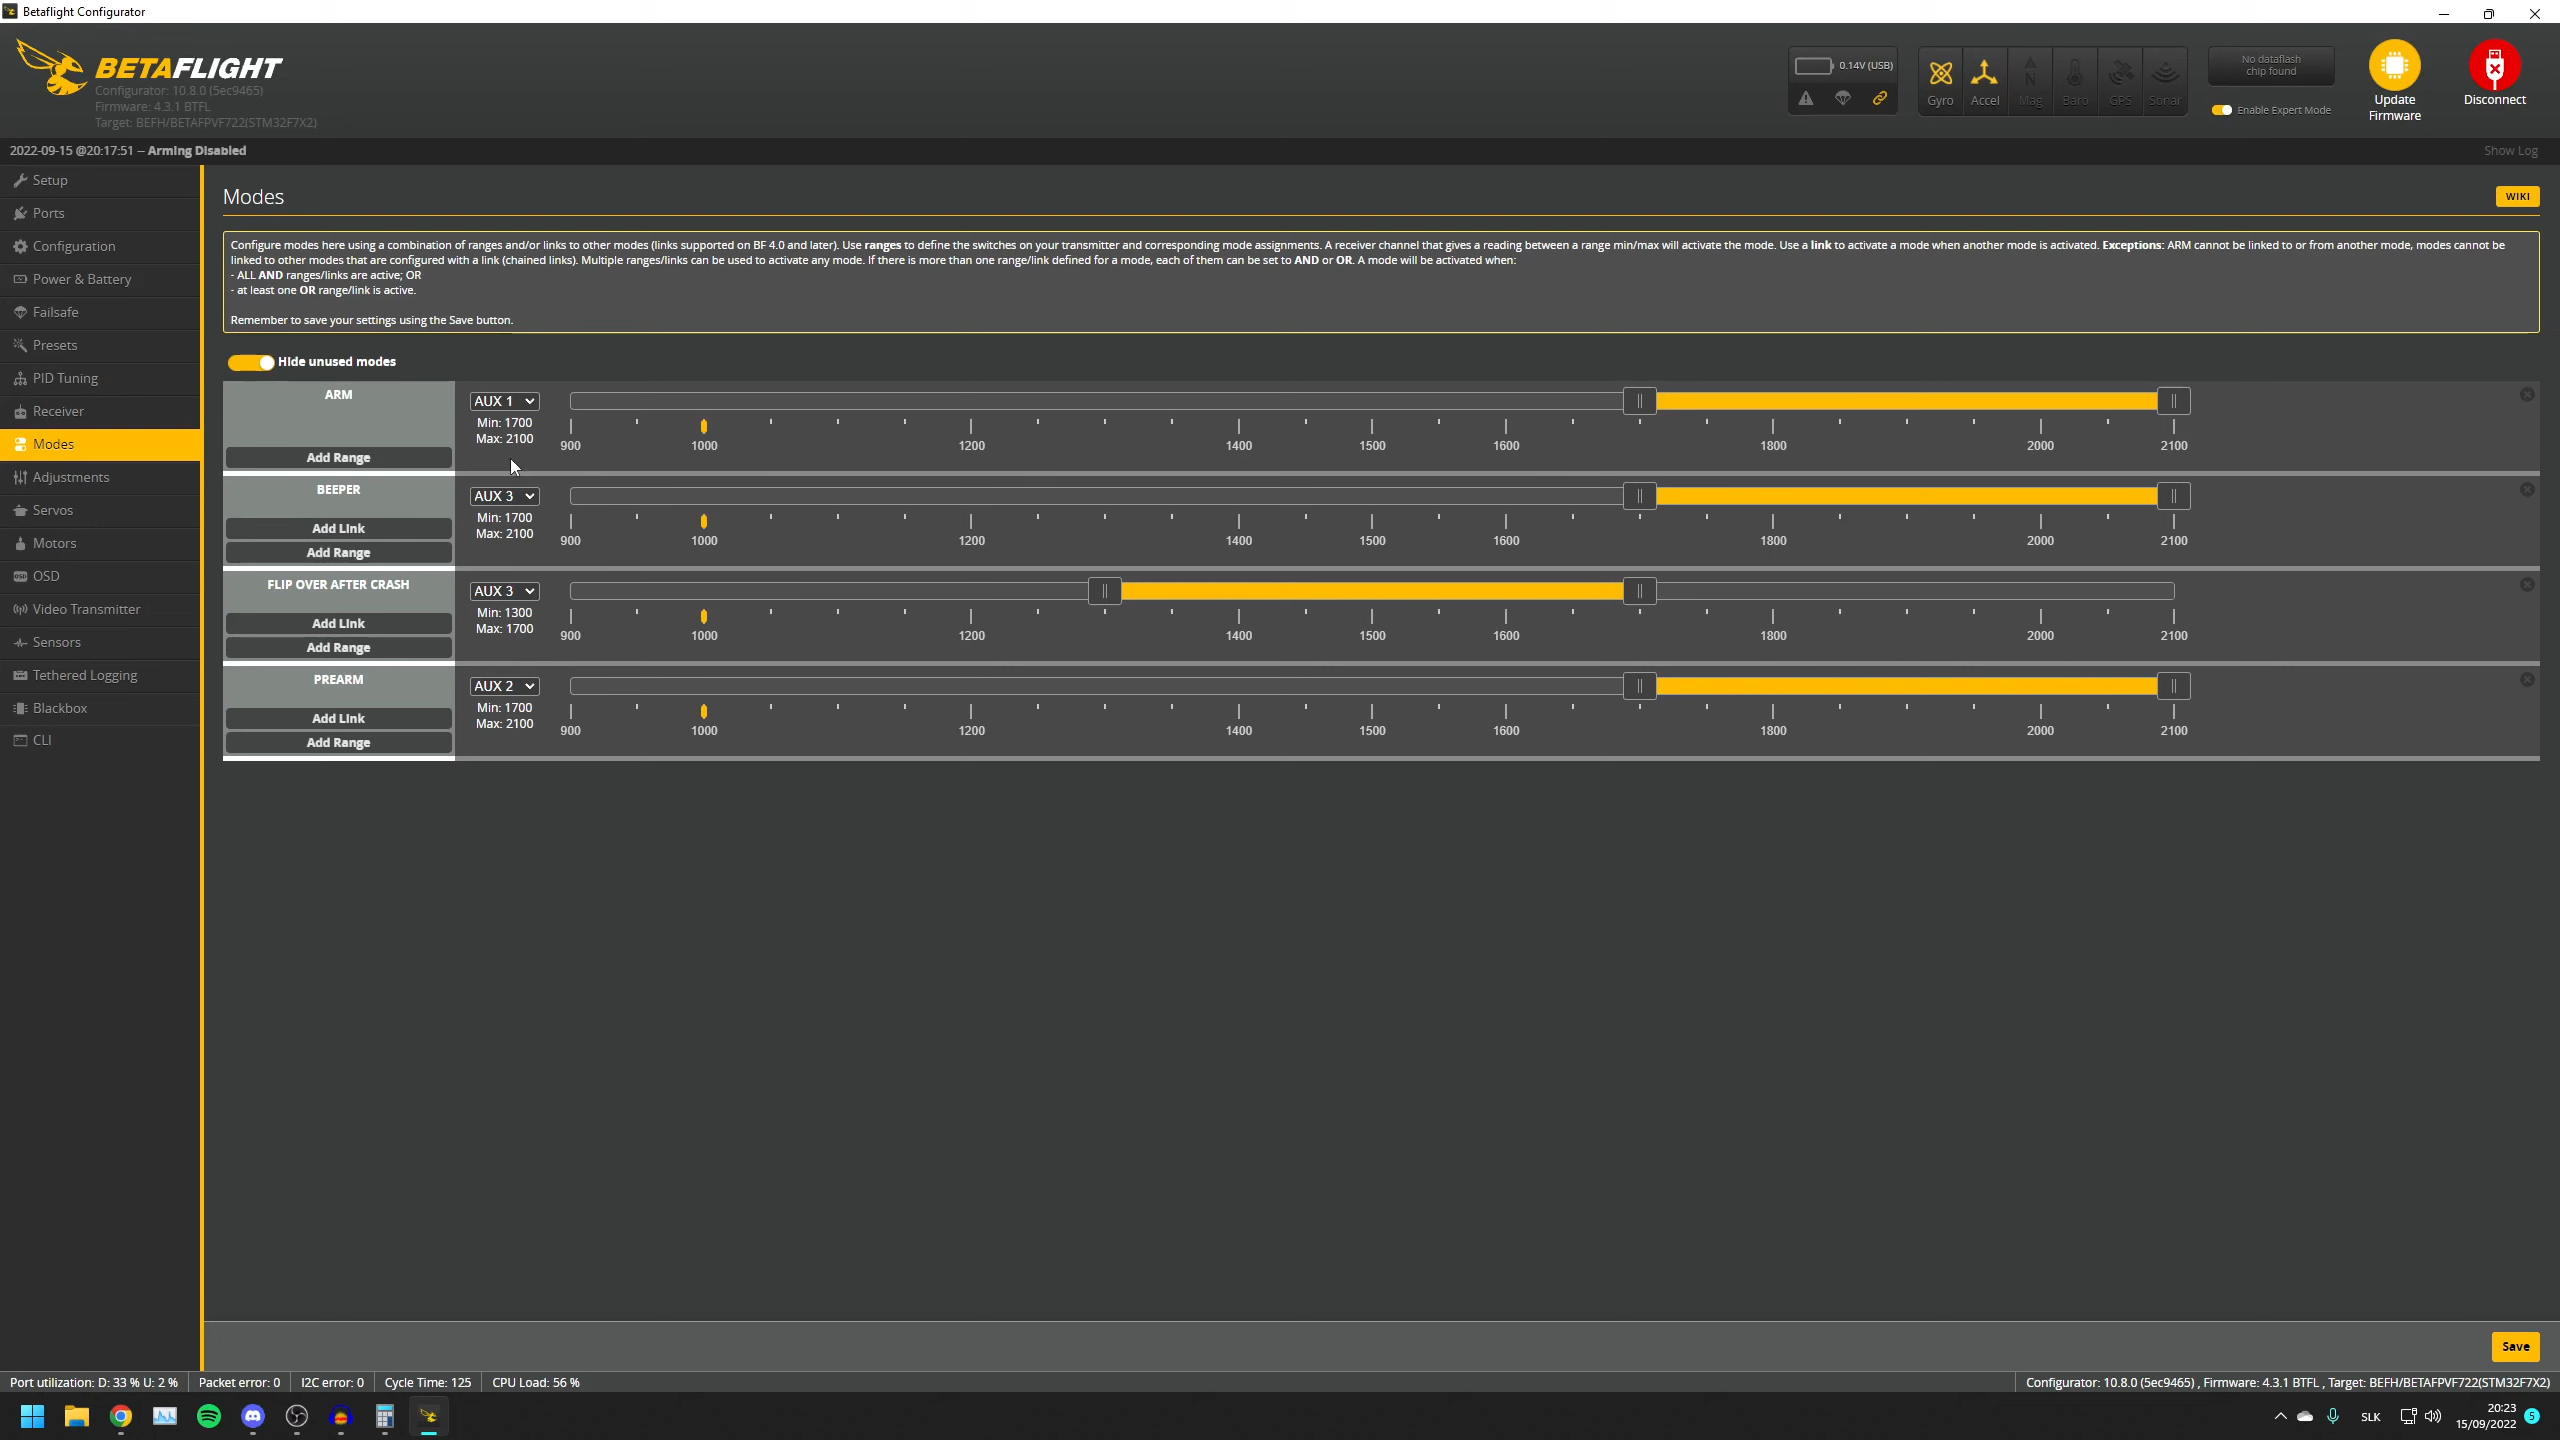 Betaflight Configurator
BETAFLIGHT
Configurator: 10.8.0 (5ec9465)
Firmware: 4.3.1 BTFL
Target: BEFH/BETAFPVF722(STM32F7X2)
0.14V (USB)
Gyro
Accel
Mag
Baro
GPS
Sonar
No dataflash
chip found
Enable Expert Mode
Update
Firmware
Disconnect
2022-09-15 @20:17:51 -- Arming Disabled
Show Log
Setup
Ports
Configuration
Power & Battery
Failsafe
Presets
PID Tuning
Receiver
Modes
Adjustments
Servos
Motors
OSD
Video Transmitter
Sensors
Tethered Logging
Blackbox
CLI
Modes
WIKI
Configure modes here using a combination of ranges and/or links to other modes (links supported on BF 4.0 and later). Use ranges to define the switches on your transmitter and corresponding mode assignments. A receiver channel that gives a reading between a range min/max will activate the mode. Use a link to activate a mode when another mode is activated. Exceptions: ARM cannot be linked to or from another mode, modes cannot be
linked to other modes that are configured with a link (chained links). Multiple ranges/links can be used to activate any mode. If there is more than one range/link defined for a mode, each of them can be set to AND or OR. A mode will be activated when:
- ALL AND ranges/links are active; OR
- at least one OR range/link is active.
Remember to save your settings using the Save button.
Hide unused modes
ARM
Add Range
AUX 1
Min: 1700
Max: 2100
900 1000 1200 1400 1500 1600 1800 2000 2100
BEEPER
Add Link
Add Range
AUX 3
Min: 1700
Max: 2100
900 1000 1200 1400 1500 1600 1800 2000 2100
FLIP OVER AFTER CRASH
Add Link
Add Range
AUX 3
Min: 1300
Max: 1700
900 1000 1200 1400 1500 1600 1800 2000 2100
PREARM
Add Link
Add Range
AUX 2
Min: 1700
Max: 2100
900 1000 1200 1400 1500 1600 1800 2000 2100
Save
Port utilization: D: 33 % U: 2 %
Packet error: 0
I2C error: 0
Cycle Time: 125
CPU Load: 56 %
Configurator: 10.8.0 (5ec9465) , Firmware: 4.3.1 BTFL , Target: BEFH/BETAFPVF722(STM32F7X2)
SLK
20:23
15/09/2022
5